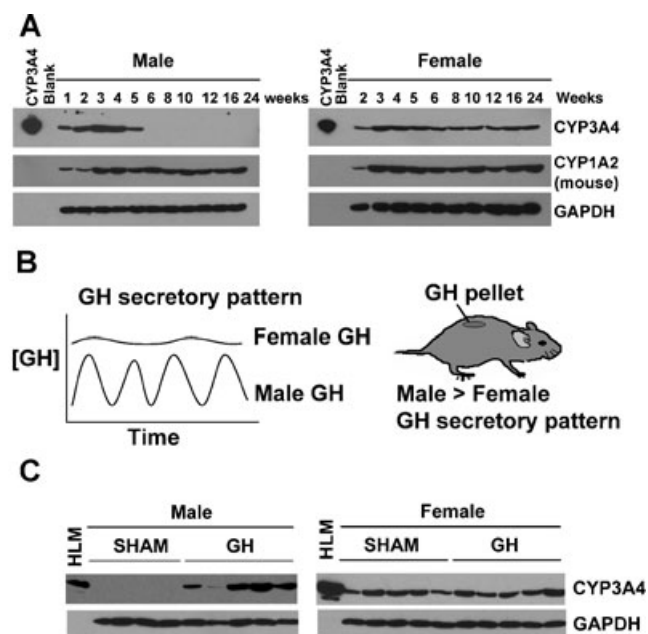 A
CYP3A4
Blank
Male
1 2 3 4 5 6 8 10 12 16 24 weeks
CYP3A4
Blank
Female
2 3 4 5 6 8 10 12 16 24 Weeks
CYP3A4
CYP1A2
(mouse)
GAPDH
B
GH secretory pattern
[GH]
Female GH
Male GH
Time
GH pellet
Male > Female
GH secretory pattern
C
HLM
Male
SHAM GH
HLM
Female
SHAM GH
CYP3A4
GAPDH